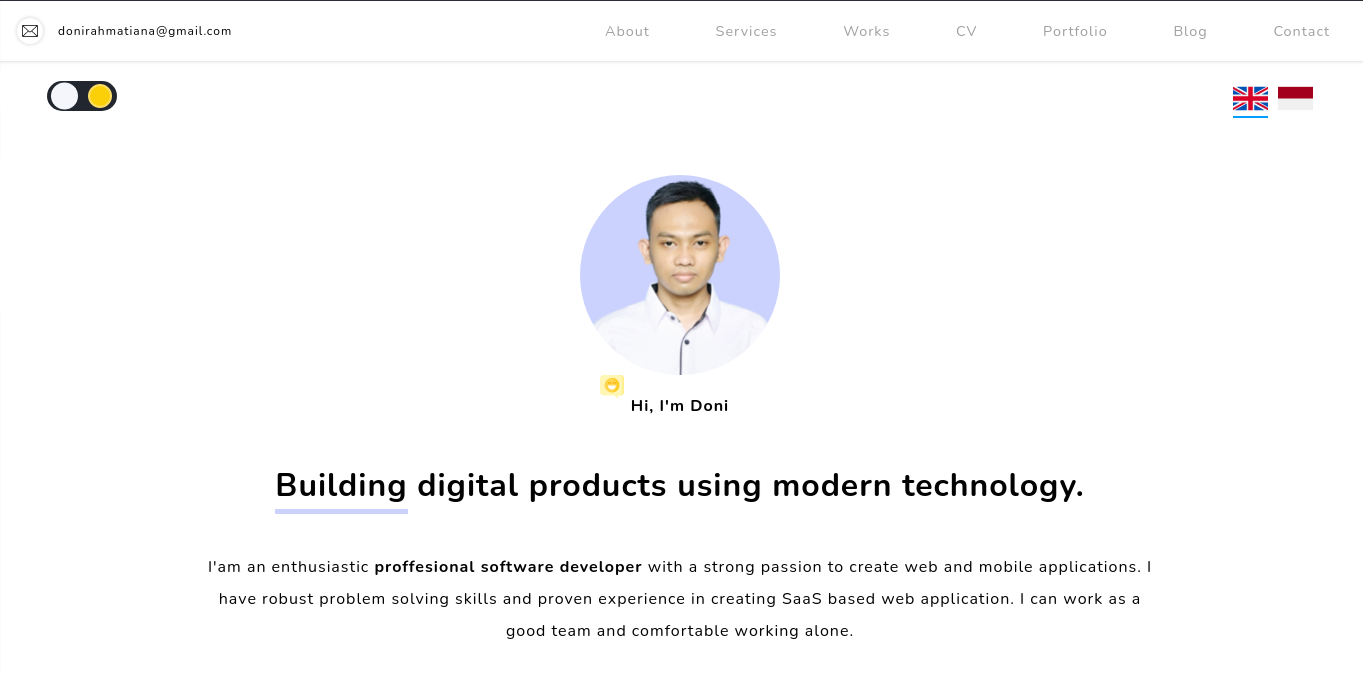 donirahmatiana@gmail.com
About Services Works CV Portfolio Blog Contact
Hi, I'm Doni
Building digital products using modern technology.
I'am an enthusiastic proffesional software developer with a strong passion to create web and mobile applications. I
have robust problem solving skills and proven experience in creating SaaS based web application. I can work as a
good team and comfortable working alone.